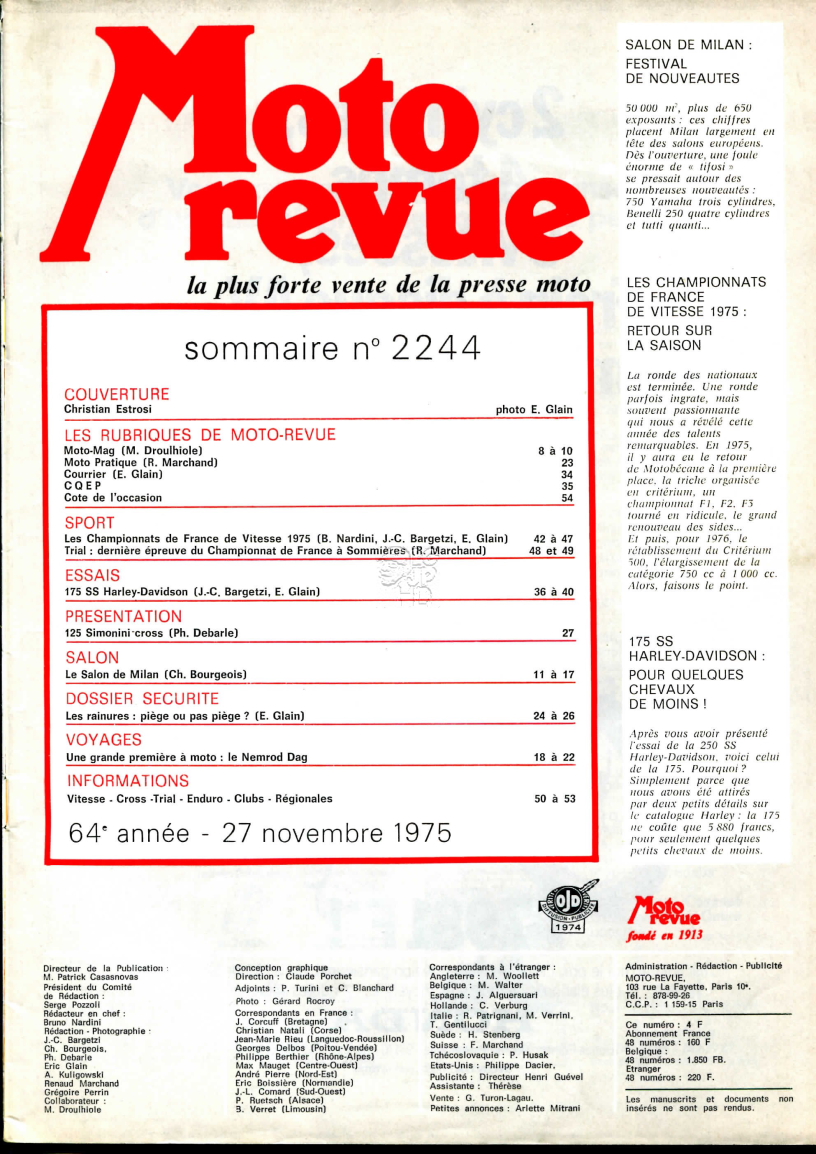 Moto
revue
la plus forte vente de la presse moto
sommaire n° 2244
COUVERTURE
Christian Estrosi photo E. Glain
LES RUBRIQUES DE MOTO-REVUE
Moto-Mag (M. Droulhiole) 8 à 10
Moto Pratique (R. Marchand) 23
Courrier (E. Glain) 34
C Q E P 35
Cote de l'occasion 54
SPORT
Les Championnats de France de Vitesse 1975 (B. Nardini, J.-C. Bargetzi, E. Glain) 42 à 47
Trial : dernière épreuve du Championnat de France à Sommières (R. Marchand) 48 et 49
ESSAIS
175 SS Harley-Davidson (J.-C. Bargetzi, E. Glain) 36 à 40
PRESENTATION
125 Simonini-cross (Ph. Debarle) 27
SALON
Le Salon de Milan (Ch. Bourgeois) 11 à 17
DOSSIER SECURITE
Les rainures : piège ou pas piège ? (E. Glain) 24 à 26
VOYAGES
Une grande première à moto : le Nemrod Dag 18 à 22
INFORMATIONS
Vitesse - Cross -Trial - Enduro - Clubs - Régionales 50 à 53
64e année - 27 novembre 1975
SALON DE MILAN :
FESTIVAL
DE NOUVEAUTES
50 000 m², plus de 650
exposants : ces chiffres
placent Milan largement en
tête des salons européens.
Dès l'ouverture, une foule
énorme de « tifosi »
se pressait autour des
nombreuses nouveautés :
750 Yamaha trois cylindres,
Benelli 250 quatre cylindres
et tutti quanti...
LES CHAMPIONNATS
DE FRANCE
DE VITESSE 1975 :
RETOUR SUR
LA SAISON
La ronde des nationaux
est terminée. Une ronde
parfois ingrate, mais
souvent passionnante
qui nous a révélé cette
année des talents
remarquables. En 1975,
il y aura eu le retour
de Motobécane à la première
place, la triche organisée
en critérium, un
championnat F1, F2, F3
tourné en ridicule, le grand
renouveau des sides...
Et puis, pour 1976, le
rétablissement du Critérium
500, l'élargissement de la
catégorie 750 cc à 1 000 cc.
Alors, faisons le point.
175 SS
HARLEY-DAVIDSON :
POUR QUELQUES
CHEVAUX
DE MOINS !
Après vous avoir présenté
l'essai de la 250 SS
Harley-Davidson, voici celui
de la 175. Pourquoi ?
Simplement parce que
nous avons été attirés
par deux petits détails sur
le catalogue Harley : la 175
ne coûte que 5 880 francs,
pour seulement quelques
petits chevaux de moins.
OJD
DIFFUSION-PUBLICITÉ
1974
Moto
revue
fondé en 1913
Directeur de la Publication :
M. Patrick Casasnovas
Président du Comité
de Rédaction :
Serge Pozzoli
Rédacteur en chef :
Bruno Nardini
Rédaction - Photographie :
J.-C. Bargetzi
Ch. Bourgeois,
Ph. Debarle
Eric Glain
A. Kuligowski
Renaud Marchand
Grégoire Perrin
Collaborateur :
M. Droulhiole
Conception graphique
Direction : Claude Porchet
Adjoints : P. Turini et C. Blanchard
Photo : Gérard Rocroy
Correspondants en France :
J. Corcuff (Bretagne)
Christian Natali (Corse)
Jean-Marie Rieu (Languedoc-Roussillon)
Georges Delbos (Poitou-Vendée)
Philippe Berthier (Rhône-Alpes)
Max Mauget (Centre-Ouest)
André Pierre (Nord-Est)
Eric Boissière (Normandie)
J.-L. Comard (Sud-Ouest)
P. Ruetsch (Alsace)
B. Verret (Limousin)
Correspondants à l'étranger :
Angleterre : M. Woollett
Belgique : M. Walter
Espagne : J. Alguersuari
Hollande : C. Verburg
Italie : R. Patrignani, M. Verrini,
T. Gentilucci
Suède : H. Stenberg
Suisse : F. Marchand
Tchécoslovaquie : P. Husak
Etats-Unis : Philippe Dacier,
Publicité : Directeur Henri Guével
Assistante : Thérèse
Vente : G. Turon-Lagau.
Petites annonces : Arlette Mitrani
Administration - Rédaction - Publicité
MOTO-REVUE,
103 rue La Fayette, Paris 10e.
Tél. : 878-99-26
C.C.P. : 1 159-15 Paris
Ce numéro : 4 F
Abonnement France
48 numéros : 160 F
Belgique :
48 numéros : 1.850 FB.
Etranger
48 numéros : 220 F.
Les manuscrits et documents non
insérés ne sont pas rendus.